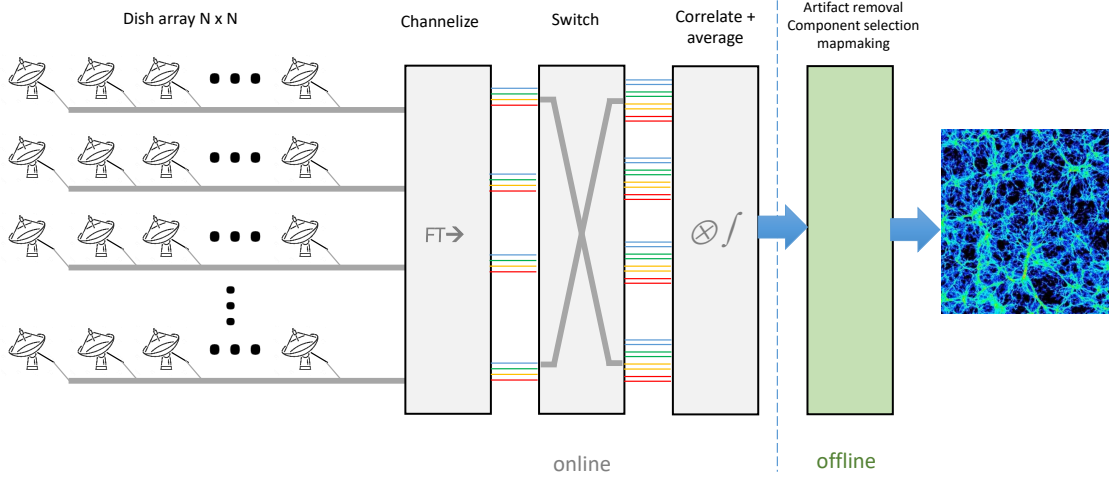 Dish array N x N
Channelize
Switch
Correlate +
average
Artifact removal
Component selection
mapmaking
FT→
⊗ ∫
online
offline